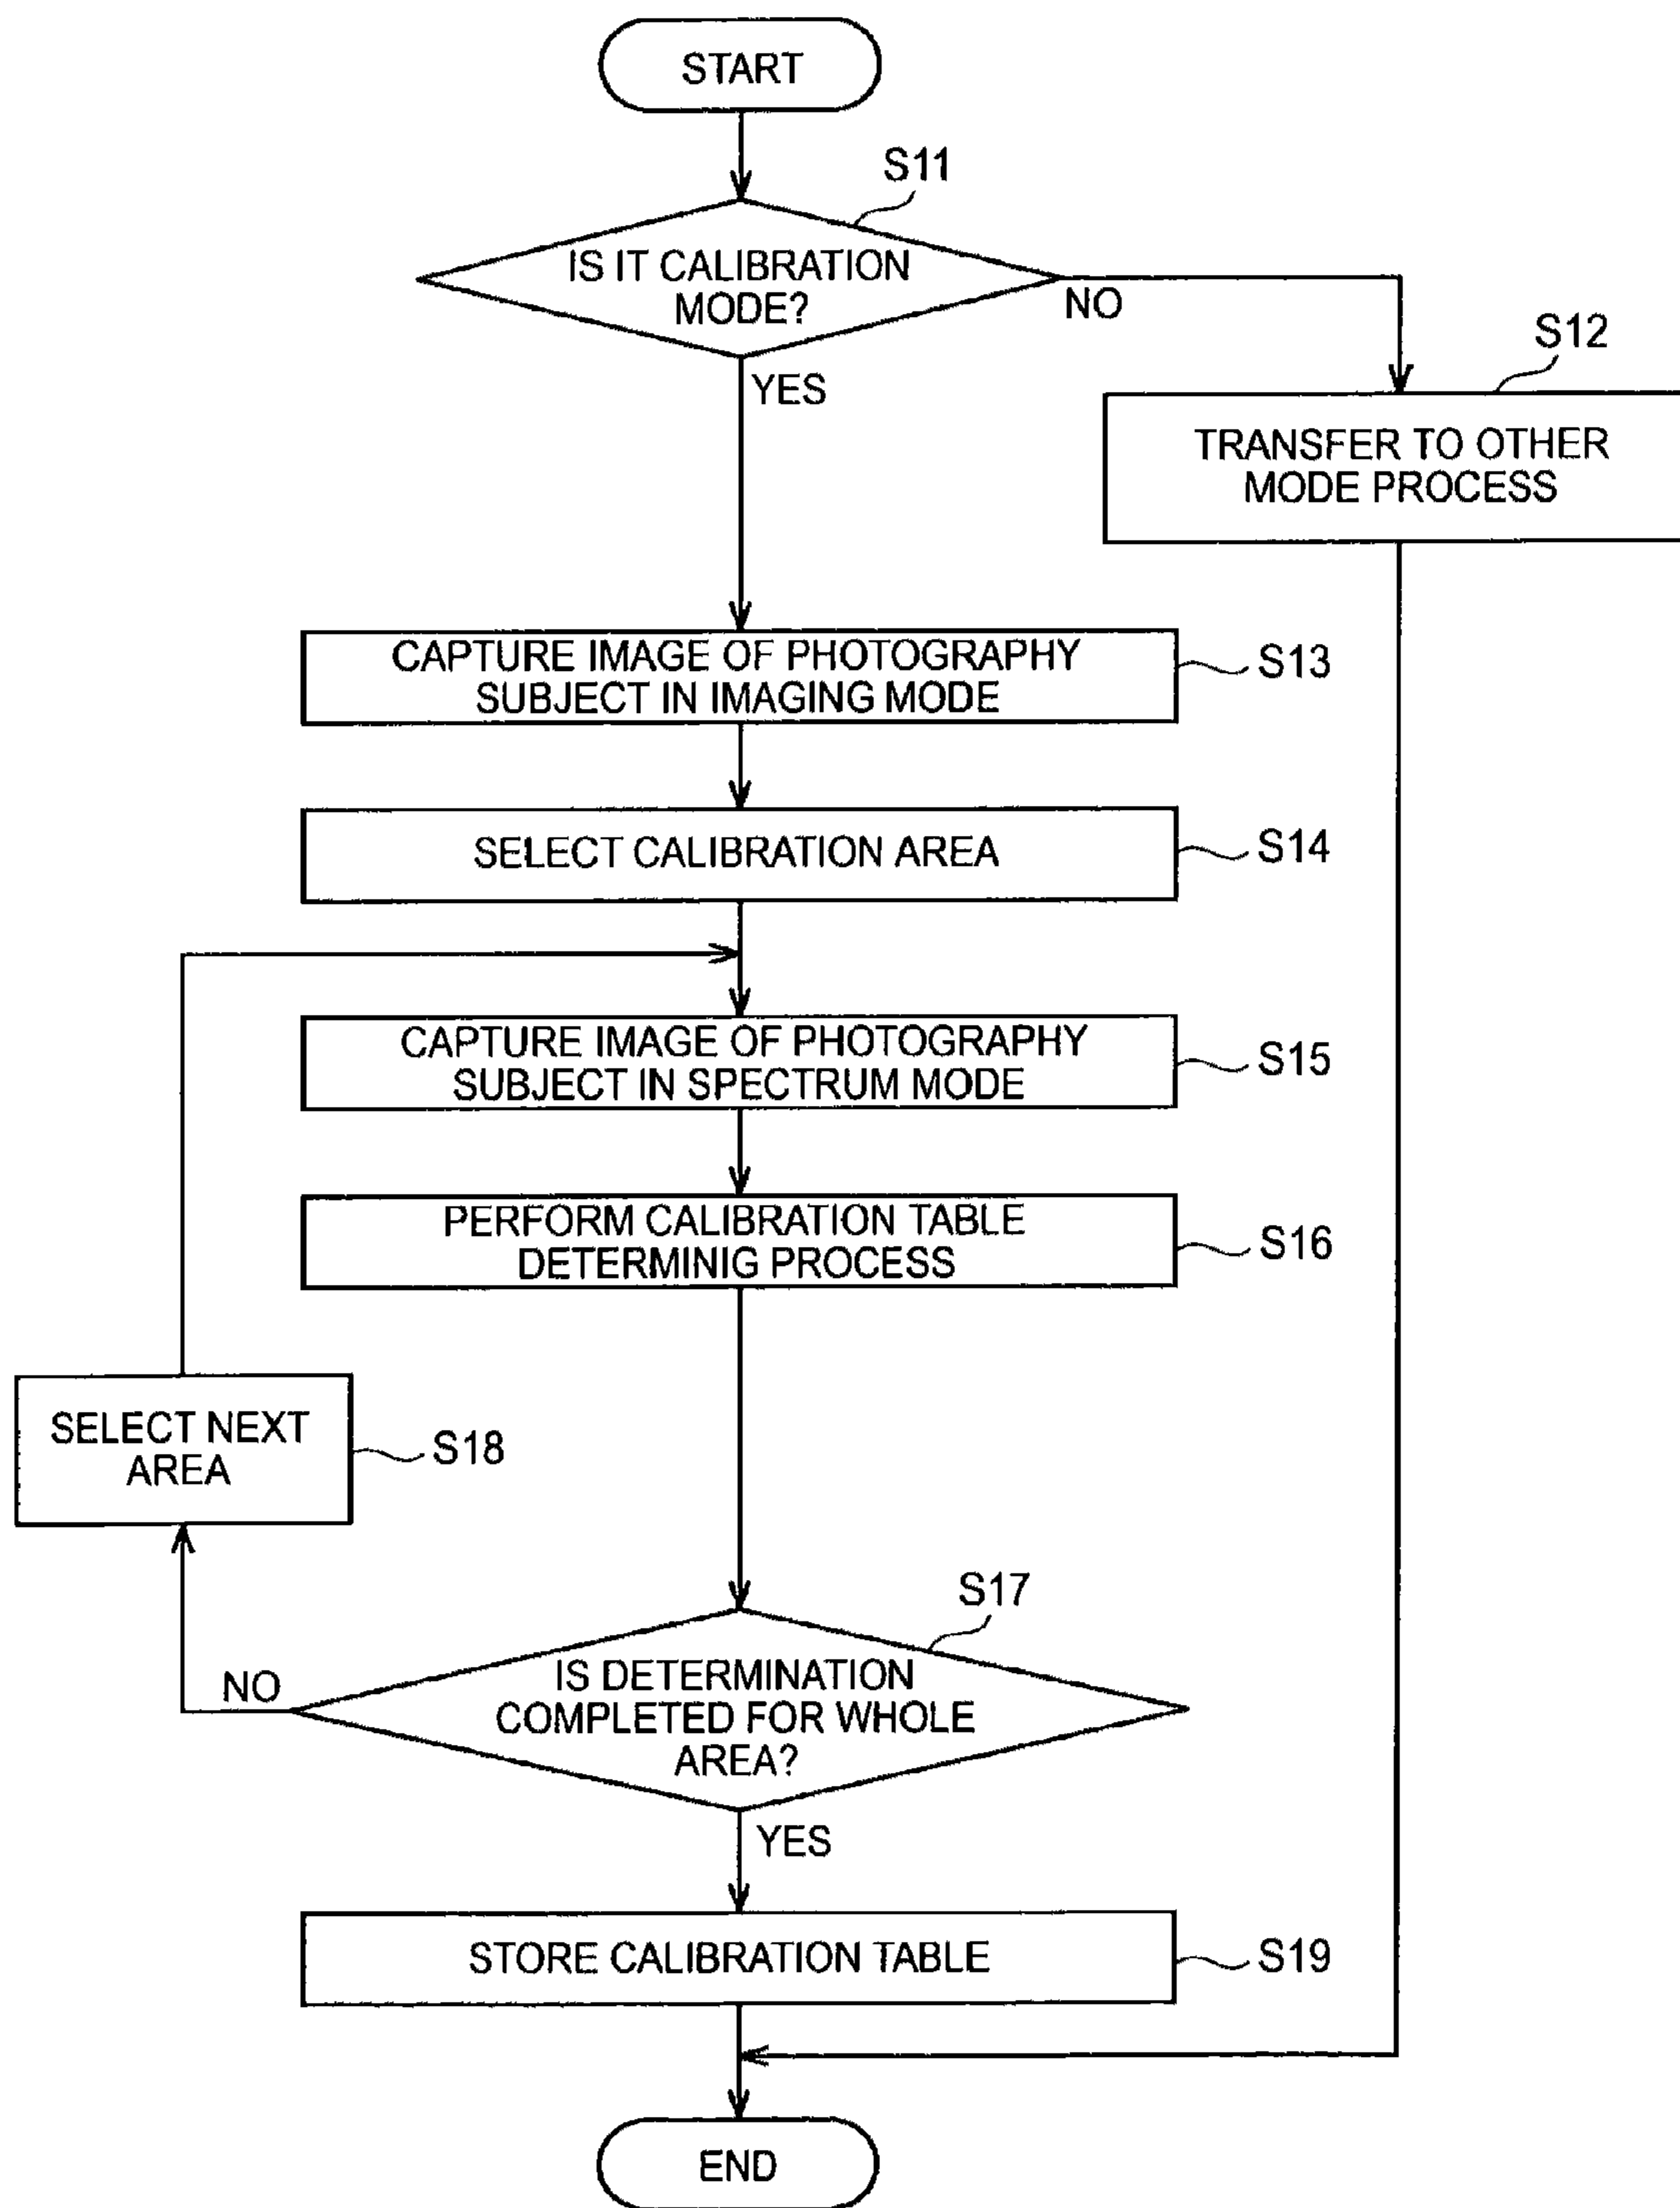 START
S11
IS IT CALIBRATION
MODE?
NO
YES
S12
TRANSFER TO OTHER
MODE PROCESS
CAPTURE IMAGE OF PHOTOGRAPHY
SUBJECT IN IMAGING MODE
S13
SELECT CALIBRATION AREA
S14
CAPTURE IMAGE OF PHOTOGRAPHY
SUBJECT IN SPECTRUM MODE
S15
PERFORM CALIBRATION TABLE
DETERMINIG PROCESS
S16
SELECT NEXT
AREA
S18
S17
IS DETERMINATION
COMPLETED FOR WHOLE
AREA?
NO
YES
STORE CALIBRATION TABLE
S19
END